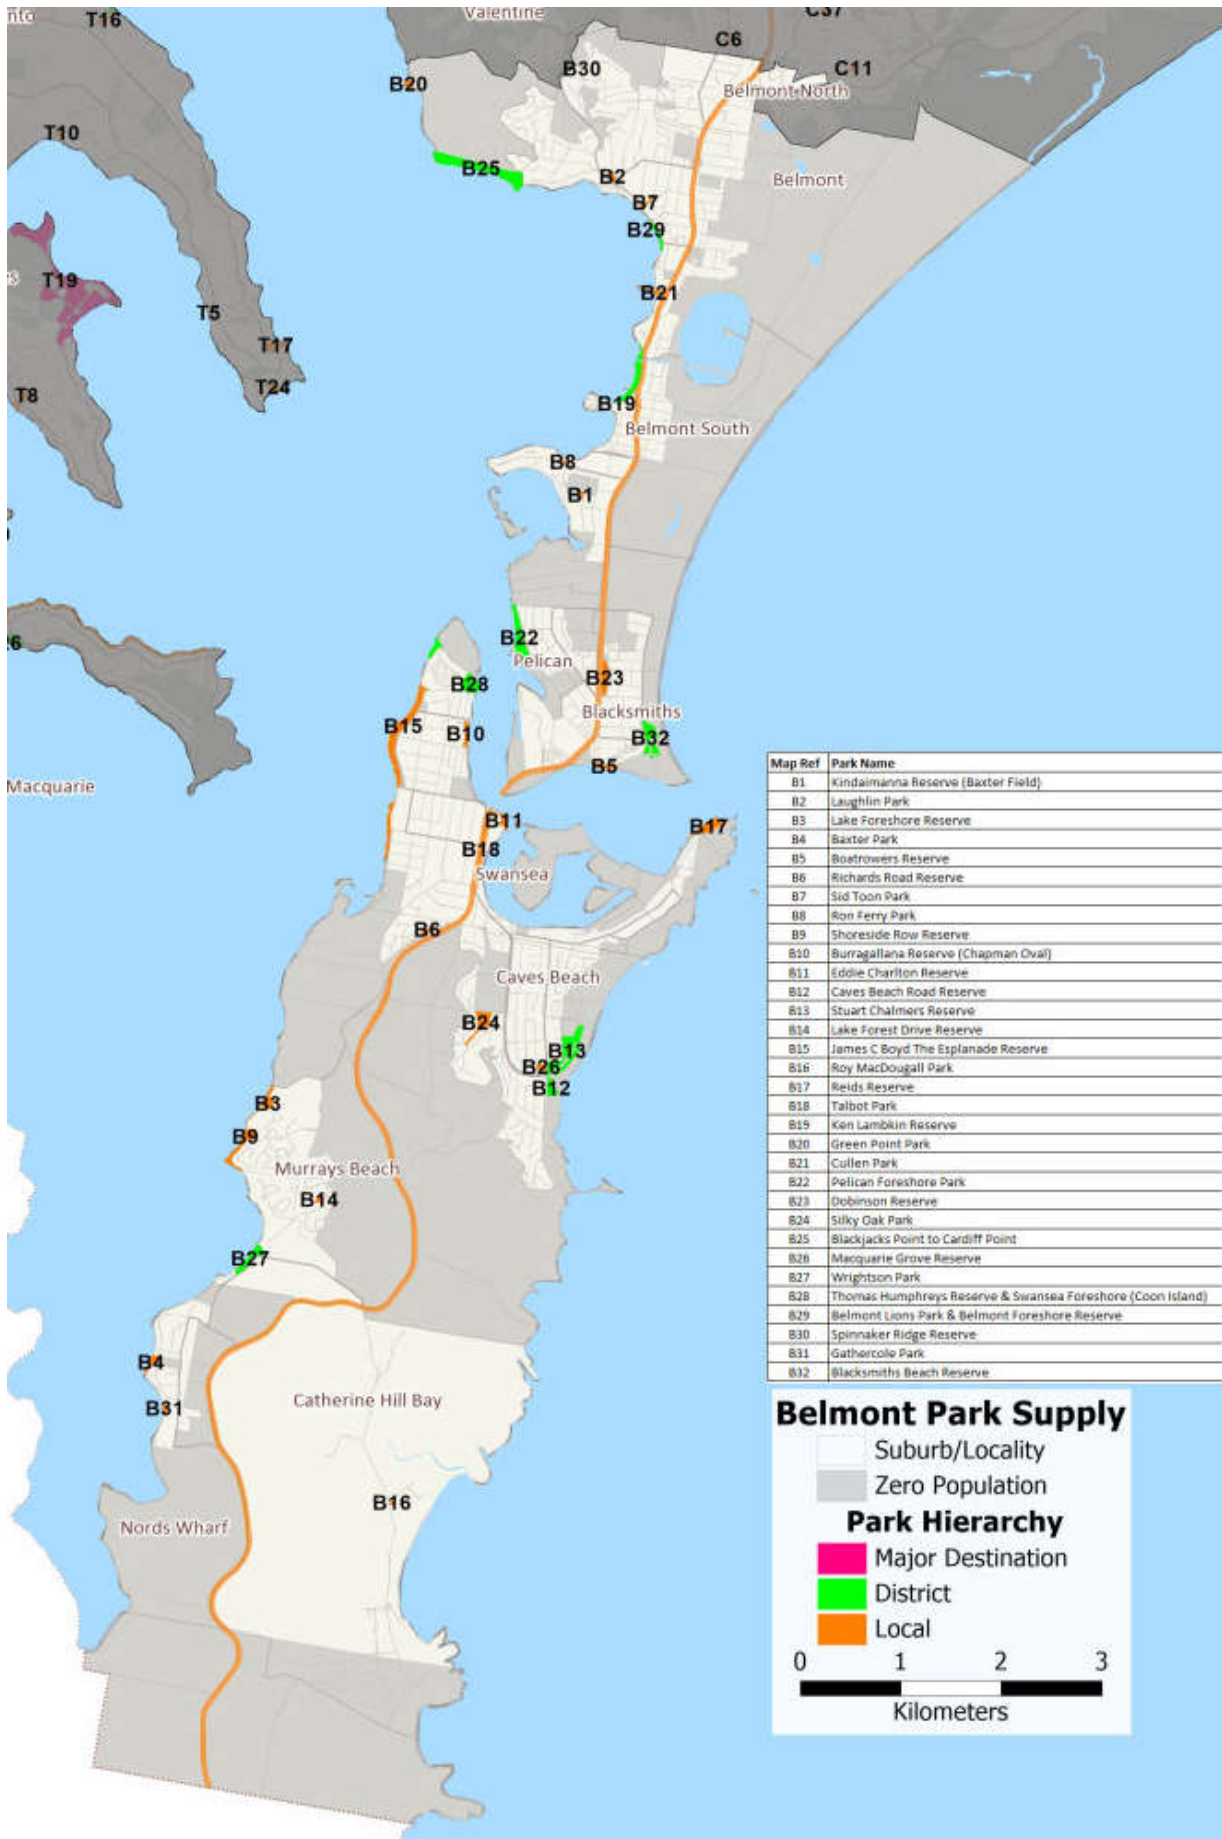 nto
T16
Valentine
C37
C6
B30
C11
B20
Belmont North
T10
B25
B2
Belmont
B7
B29
T19
B21
T5
T17
T24
T8
B19
Belmont South
B8
B1
B22
Pelican
B23
B28
Blacksmiths
B15
B10
B32
B5
Macquarie
B11
B17
B18
Swansea
B6
Caves Beach
B24
B13
B26
B12
B3
B9
Murrays Beach
B14
B27
B4
Catherine Hill Bay
B31
B16
Nords Wharf
Map Ref Park Name
B1 Kindaimanna Reserve (Baxter Field)
B2 Laughlin Park
B3 Lake Foreshore Reserve
B4 Baxter Park
B5 Boatrowers Reserve
B6 Richards Road Reserve
B7 Sid Toon Park
B8 Ron Ferry Park
B9 Shoreside Row Reserve
B10 Burragallana Reserve (Chapman Oval)
B11 Eddie Charlton Reserve
B12 Caves Beach Road Reserve
B13 Stuart Chalmers Reserve
B14 Lake Forest Drive Reserve
B15 James C Boyd The Esplanade Reserve
B16 Roy MacDougall Park
B17 Reids Reserve
B18 Talbot Park
B19 Ken Lambkin Reserve
B20 Green Point Park
B21 Cullen Park
B22 Pelican Foreshore Park
B23 Dobinson Reserve
B24 Silky Oak Park
B25 Blackjacks Point to Cardiff Point
B26 Macquarie Grove Reserve
B27 Wrightson Park
B28 Thomas Humphreys Reserve & Swansea Foreshore (Coon Island)
B29 Belmont Lions Park & Belmont Foreshore Reserve
B30 Spinnaker Ridge Reserve
B31 Gathercole Park
B32 Blacksmiths Beach Reserve
Belmont Park Supply
Suburb/Locality
Zero Population
Park Hierarchy
Major Destination
District
Local
0 1 2 3
Kilometers